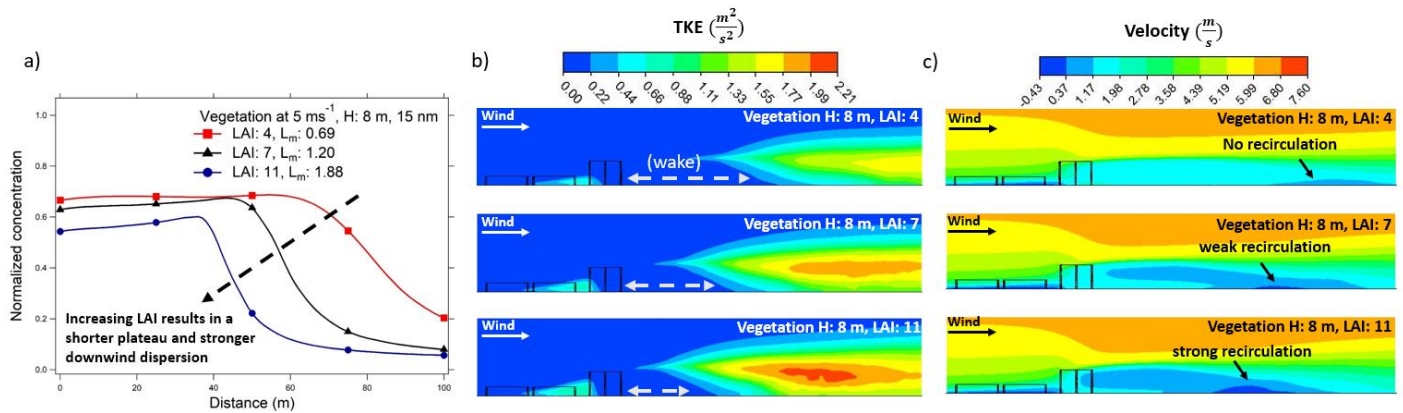 a)
Vegetation at 5 ms⁻¹, H: 8 m, 15 nm
LAI: 4, Lₘ: 0.69
LAI: 7, Lₘ: 1.20
LAI: 11, Lₘ: 1.88
Increasing LAI results in a
shorter plateau and stronger
downwind dispersion
Normalized concentration
1.0
0.8
0.6
0.4
0.2
0.0
0 20 40 60 80 100
Distance (m)
b)
TKE (m²/s²)
0.00 0.22 0.44 0.66 0.88 1.11 1.33 1.55 1.77 1.99 2.21
Wind
Vegetation H: 8 m, LAI: 4
(wake)
Wind
Vegetation H: 8 m, LAI: 7
Wind
Vegetation H: 8 m, LAI: 11
c)
Velocity (m/s)
-0.43 0.37 1.17 1.98 2.78 3.58 4.39 5.19 5.99 6.80 7.60
Wind
Vegetation H: 8 m, LAI: 4
No recirculation
Wind
Vegetation H: 8 m, LAI: 7
weak recirculation
Wind
Vegetation H: 8 m, LAI: 11
strong recirculation